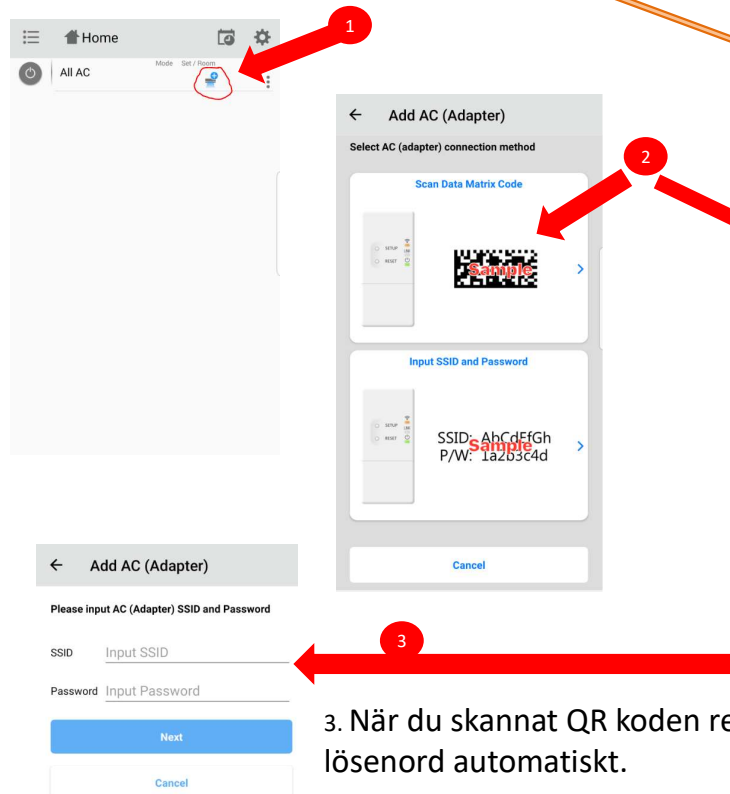 1
Home
Mode Set / Room
All AC
Add AC (Adapter)
Select AC (adapter) connection method
2
Scan Data Matrix Code
SETUP
RESET
Sample
Input SSID and Password
SETUP
RESET
SSID: AbCdEfGh
Sample
P/W: 1a2b3c4d
Cancel
Add AC (Adapter)
Please input AC (Adapter) SSID and Password
3
SSID Input SSID
Password Input Password
Next
Cancel
3. När du skannat QR koden re
lösenord automatiskt.